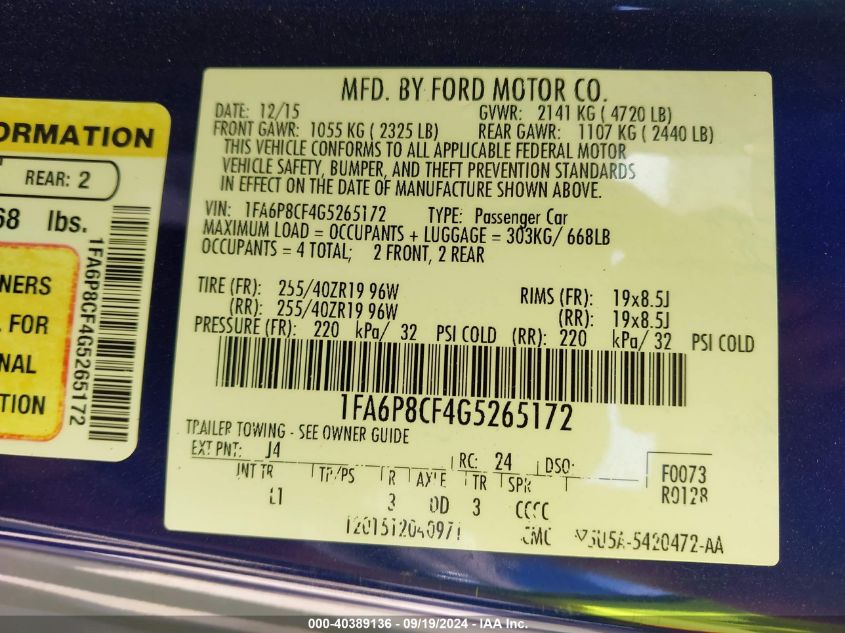 ORMATION
REAR: 2
68 lbs.
NERS
FOR
NAL
TION
1FA6P8CF4G5265172
MFD. BY FORD MOTOR CO.
DATE: 12/15 GVWR: 2141 KG ( 4720 LB)
FRONT GAWR: 1055 KG ( 2325 LB) REAR GAWR: 1107 KG ( 2440 LB)
THIS VEHICLE CONFORMS TO ALL APPLICABLE FEDERAL MOTOR
VEHICLE SAFETY, BUMPER, AND THEFT PREVENTION STANDARDS
IN EFFECT ON THE DATE OF MANUFACTURE SHOWN ABOVE.
VIN: 1FA6P8CF4G5265172 TYPE: Passenger Car
MAXIMUM LOAD = OCCUPANTS + LUGGAGE = 303KG/ 668LB
OCCUPANTS = 4 TOTAL; 2 FRONT, 2 REAR
TIRE (FR): 255/40ZR19 96W RIMS (FR): 19x8.5J
(RR): 255/40ZR19 96W (RR): 19x8.5J
PRESSURE (FR): 220 kPa/ 32 PSI COLD (RR): 220 kPa/ 32 PSI COLD
1FA6P8CF4G5265172
TRAILER TOWING - SEE OWNER GUIDE
EXT PNT: J4 RC: 24 DSO: F0073
INT TR TP/PS R AXLE TR SPR R0128
3 OD 3
000-40389136 - 09/19/2024 - IAA Inc.